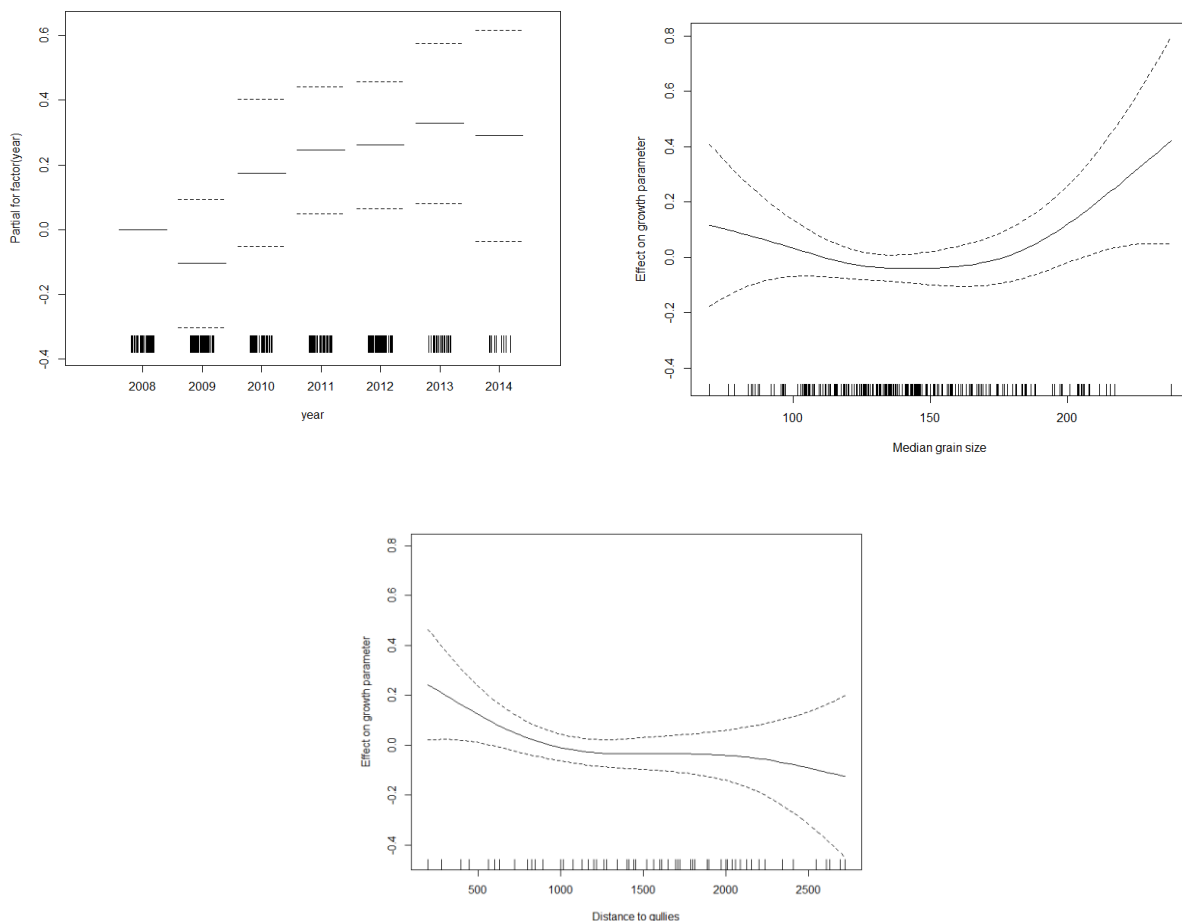 Partial for factor(year)
0.6
0.4
0.2
0.0
-0.2
-0.4
2008 2009 2010 2011 2012 2013 2014
year
Effect on growth parameter
0.8
0.6
0.4
0.2
0.0
-0.2
-0.4
100 150 200
Median grain size
Effect on growth parameter
0.8
0.6
0.4
0.2
0.0
-0.2
-0.4
500 1000 1500 2000 2500
Distance to gullies